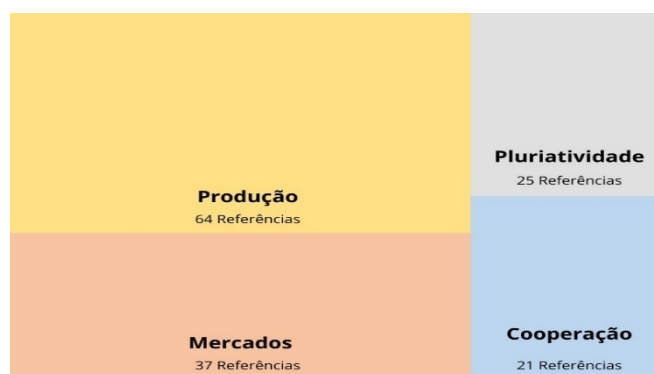 Produção
64 Referências
Pluriatividade
25 Referências
Mercados
37 Referências
Cooperação
21 Referências